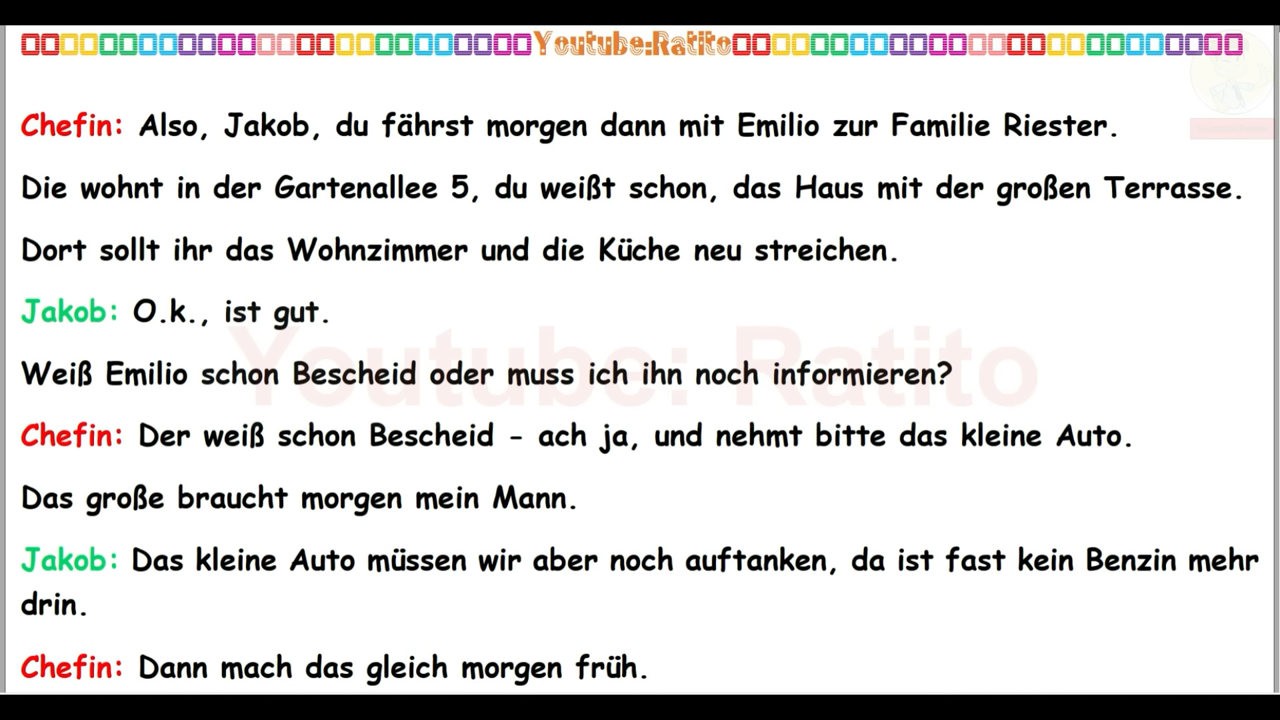 Youtube:Ratito
Chefin: Also, Jakob, du fährst morgen dann mit Emilio zur Familie Riester.
Die wohnt in der Gartenallee 5, du weißt schon, das Haus mit der großen Terrasse.
Dort sollt ihr das Wohnzimmer und die Küche neu streichen.
Jakob: O.k., ist gut.
Youtube: Ratito
Weiß Emilio schon Bescheid oder muss ich ihn noch informieren?
Chefin: Der weiß schon Bescheid - ach ja, und nehmt bitte das kleine Auto.
Das große braucht morgen mein Mann.
Jakob: Das kleine Auto müssen wir aber noch auftanken, da ist fast kein Benzin mehr
drin.
Chefin: Dann mach das gleich morgen früh.